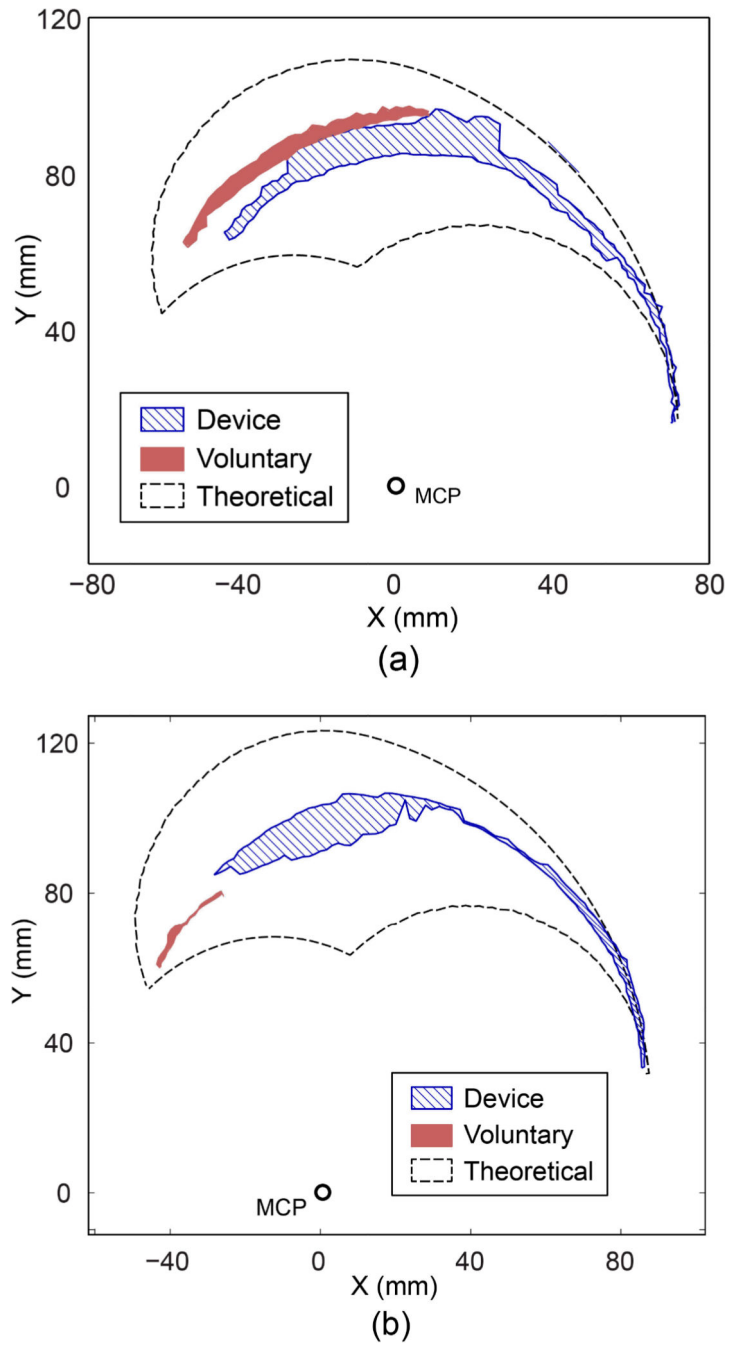 120
80
40
0
Y (mm)
Device
Voluntary
Theoretical
MCP
−80
−40
0
40
80
X (mm)
(a)
120
80
40
0
Y (mm)
Device
Voluntary
Theoretical
MCP
−40
0
40
80
X (mm)
(b)